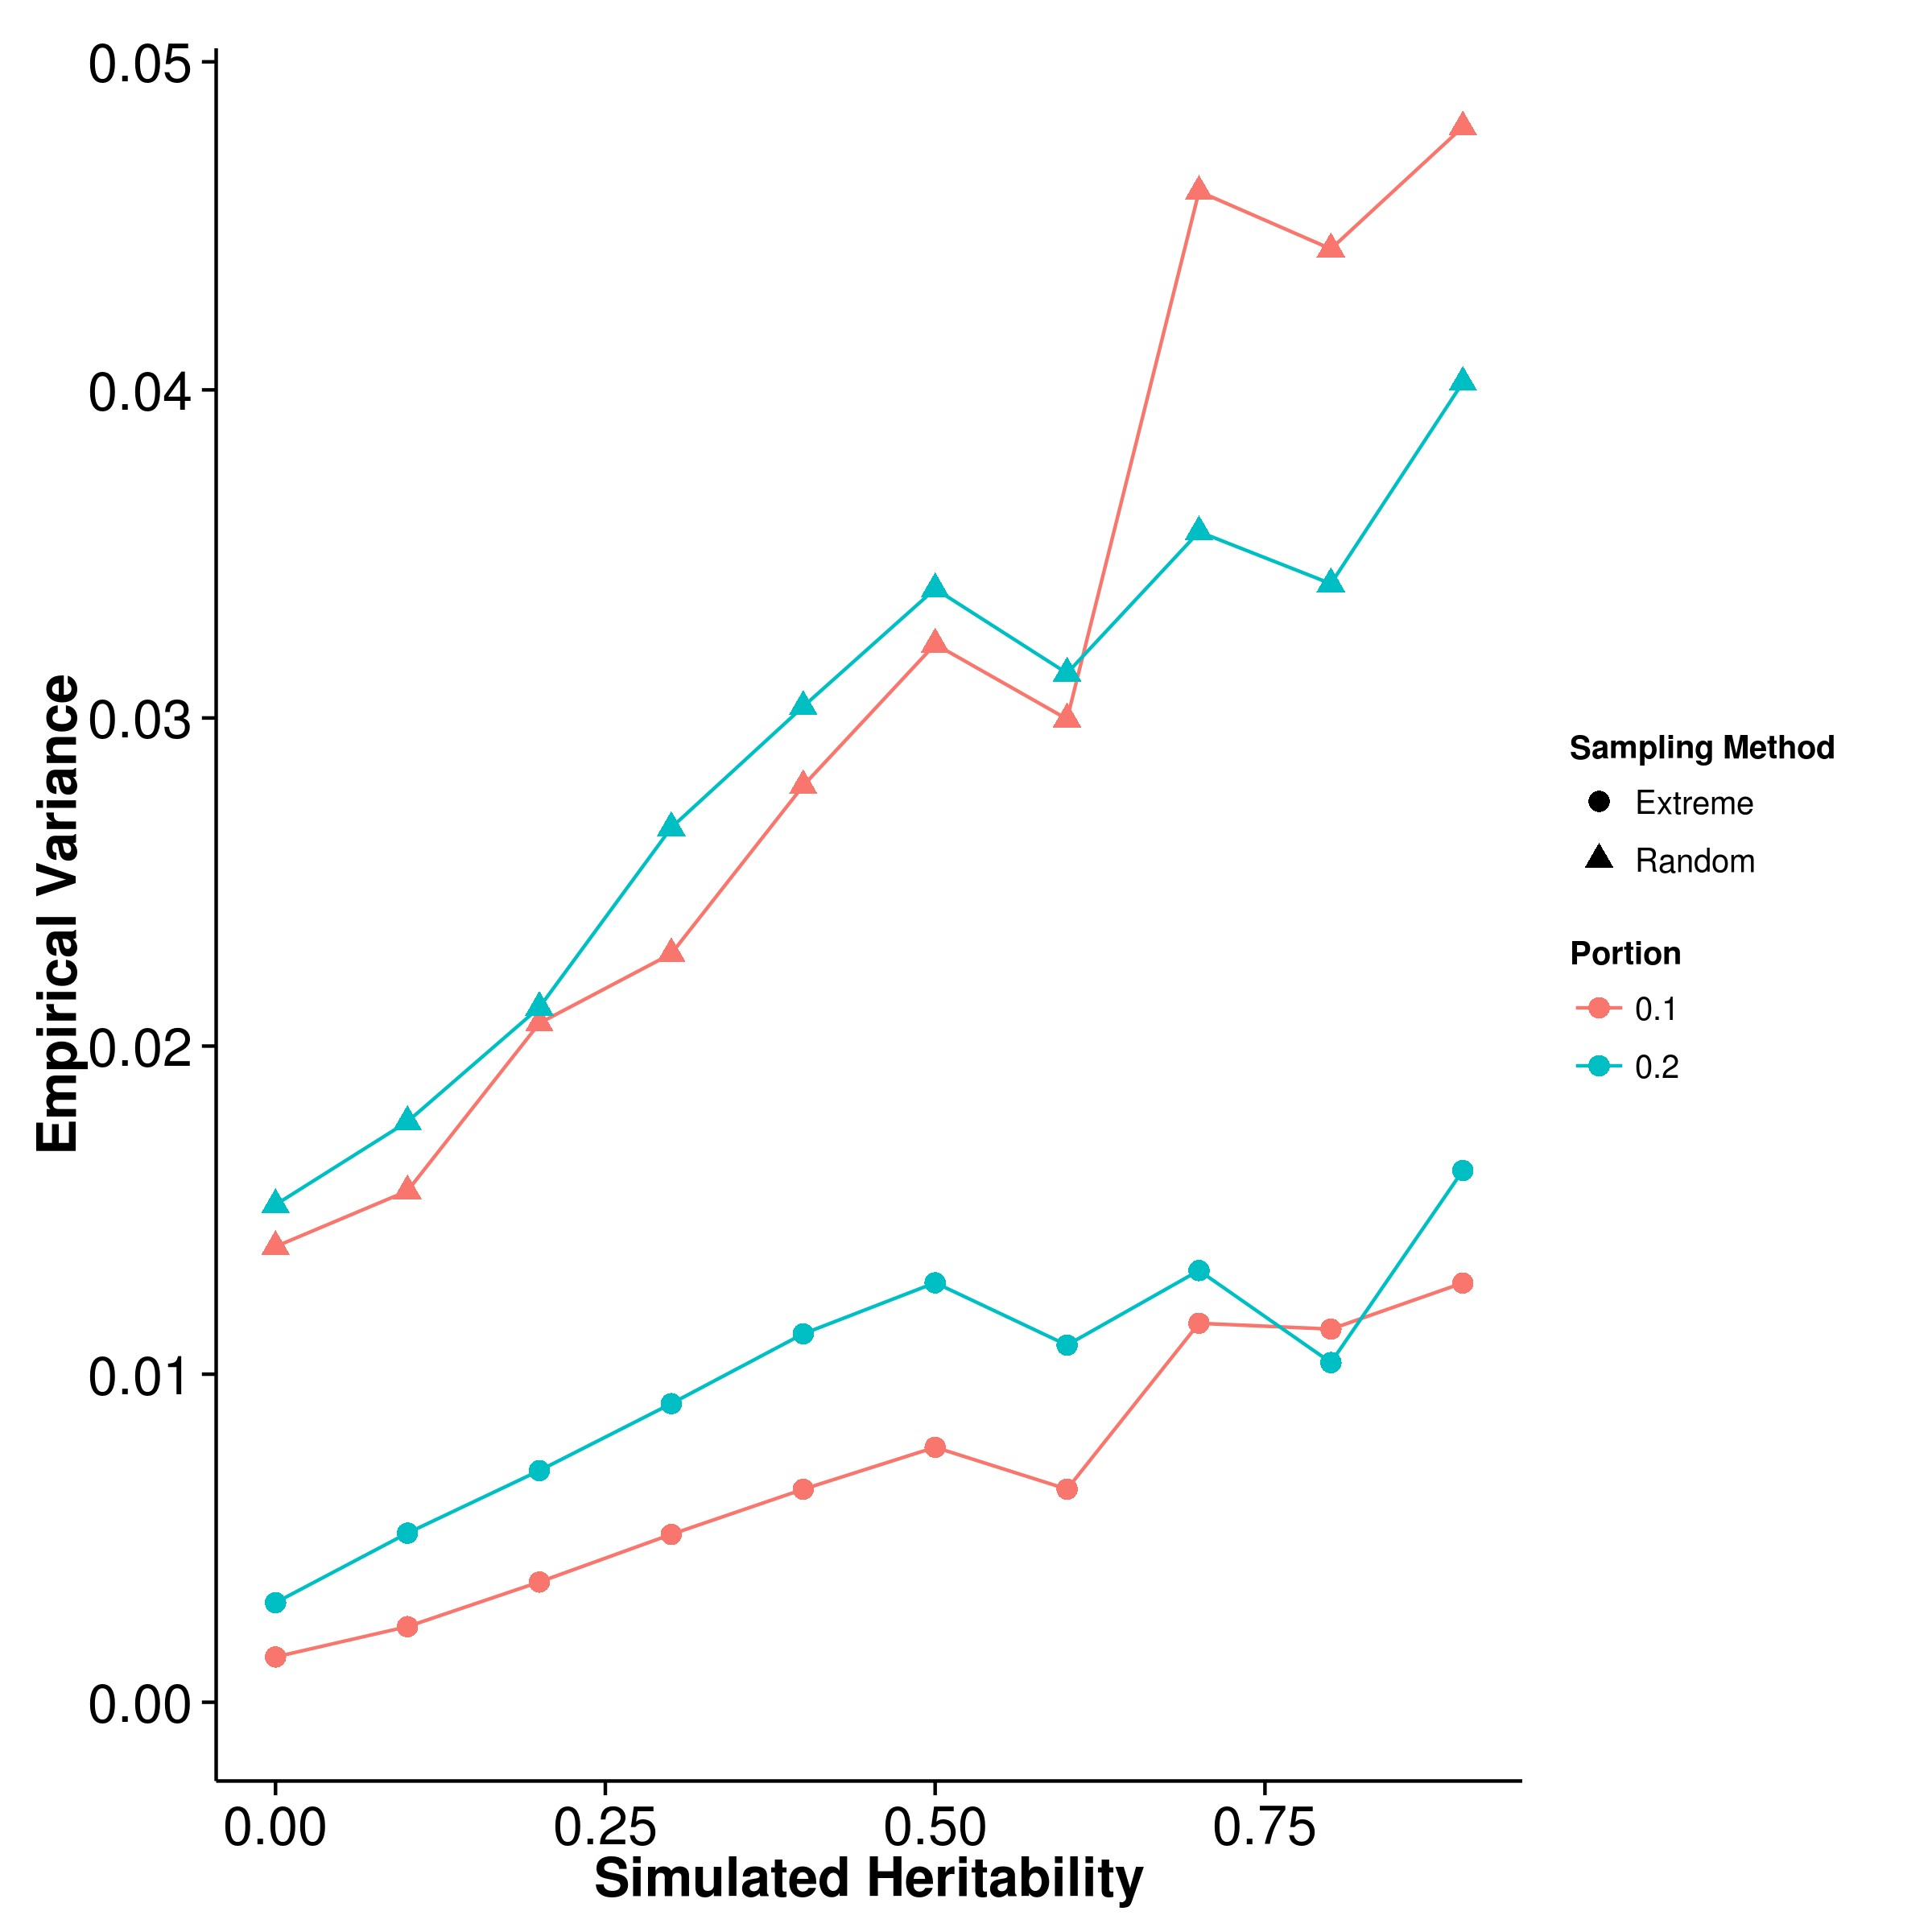 0.05
0.04
0.03
0.02
0.01
0.00
Empirical Variance
0.00 0.25 0.50 0.75
Simulated Heritability
Sampling Method
Extreme
Random
Portion
0.1
0.2